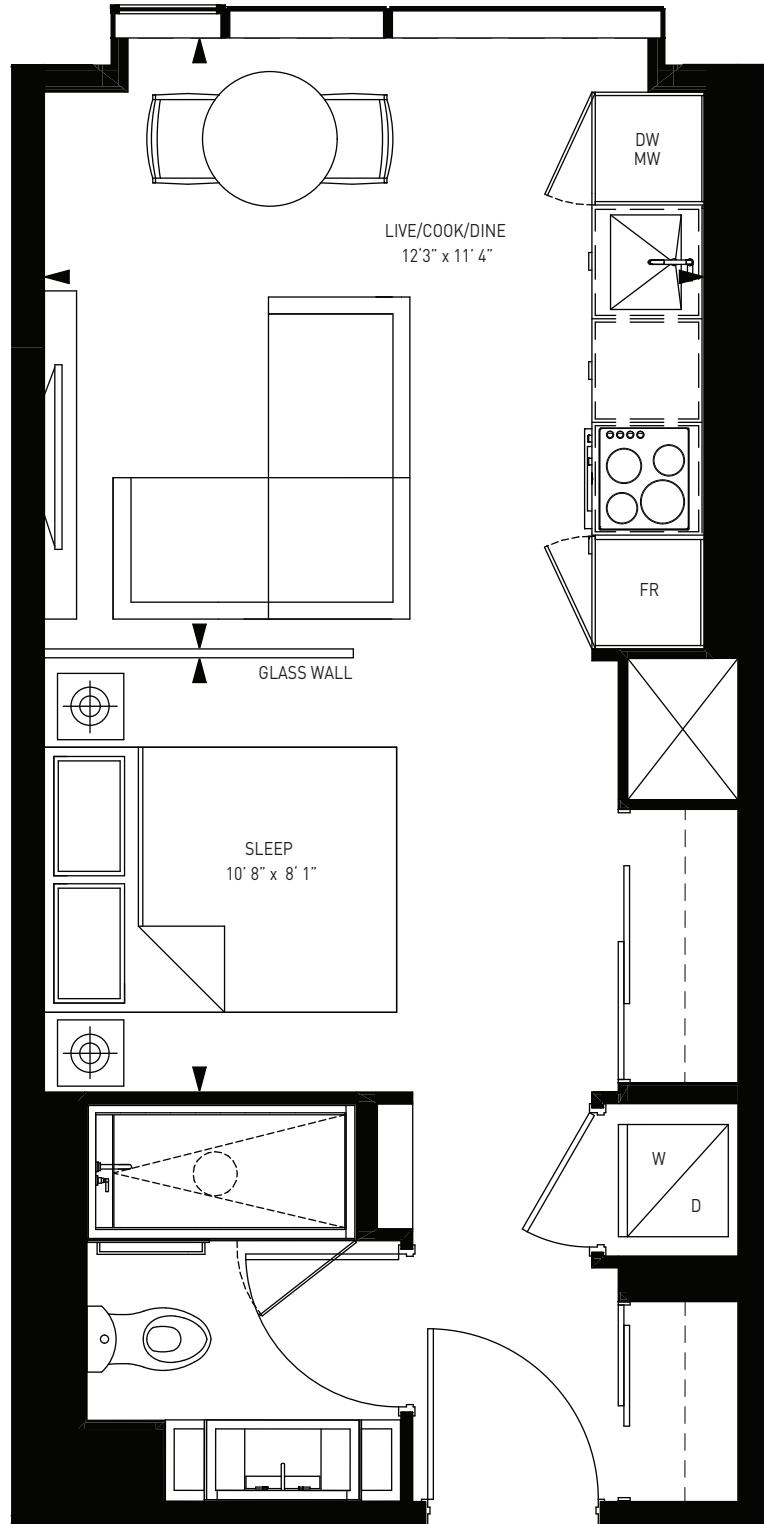 DW
MW
LIVE/COOK/DINE
12'3" x 11' 4"
FR
GLASS WALL
SLEEP
10' 8" x 8' 1"
W
D